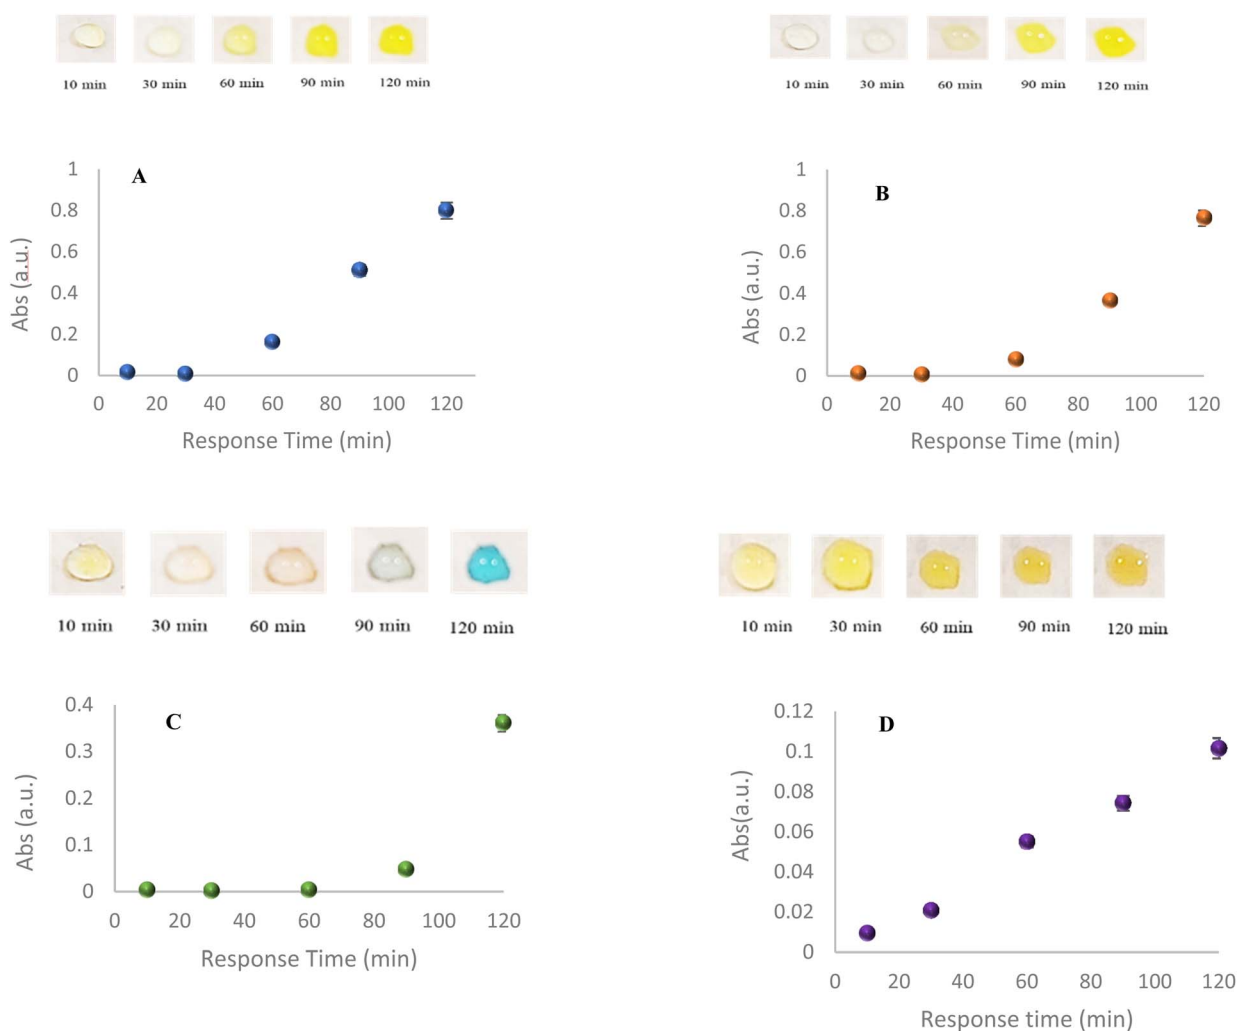 10 min 30 min 60 min 90 min 120 min
A
1
0.8
0.6
0.4
0.2
0
0 20 40 60 80 100 120
Abs (a.u.)
Response Time (min)
10 min 30 min 60 min 90 min 120 min
B
1
0.8
0.6
0.4
0.2
0
0 20 40 60 80 100 120
Abs (a.u.)
Response Time (min)
10 min 30 min 60 min 90 min 120 min
C
0.4
0.3
0.2
0.1
0
0 20 40 60 80 100 120
Abs (a.u.)
Response Time (min)
10 min 30 min 60 min 90 min 120 min
D
0.12
0.1
0.08
0.06
0.04
0.02
0
0 20 40 60 80 100 120
Abs(a.u.)
Response time (min)